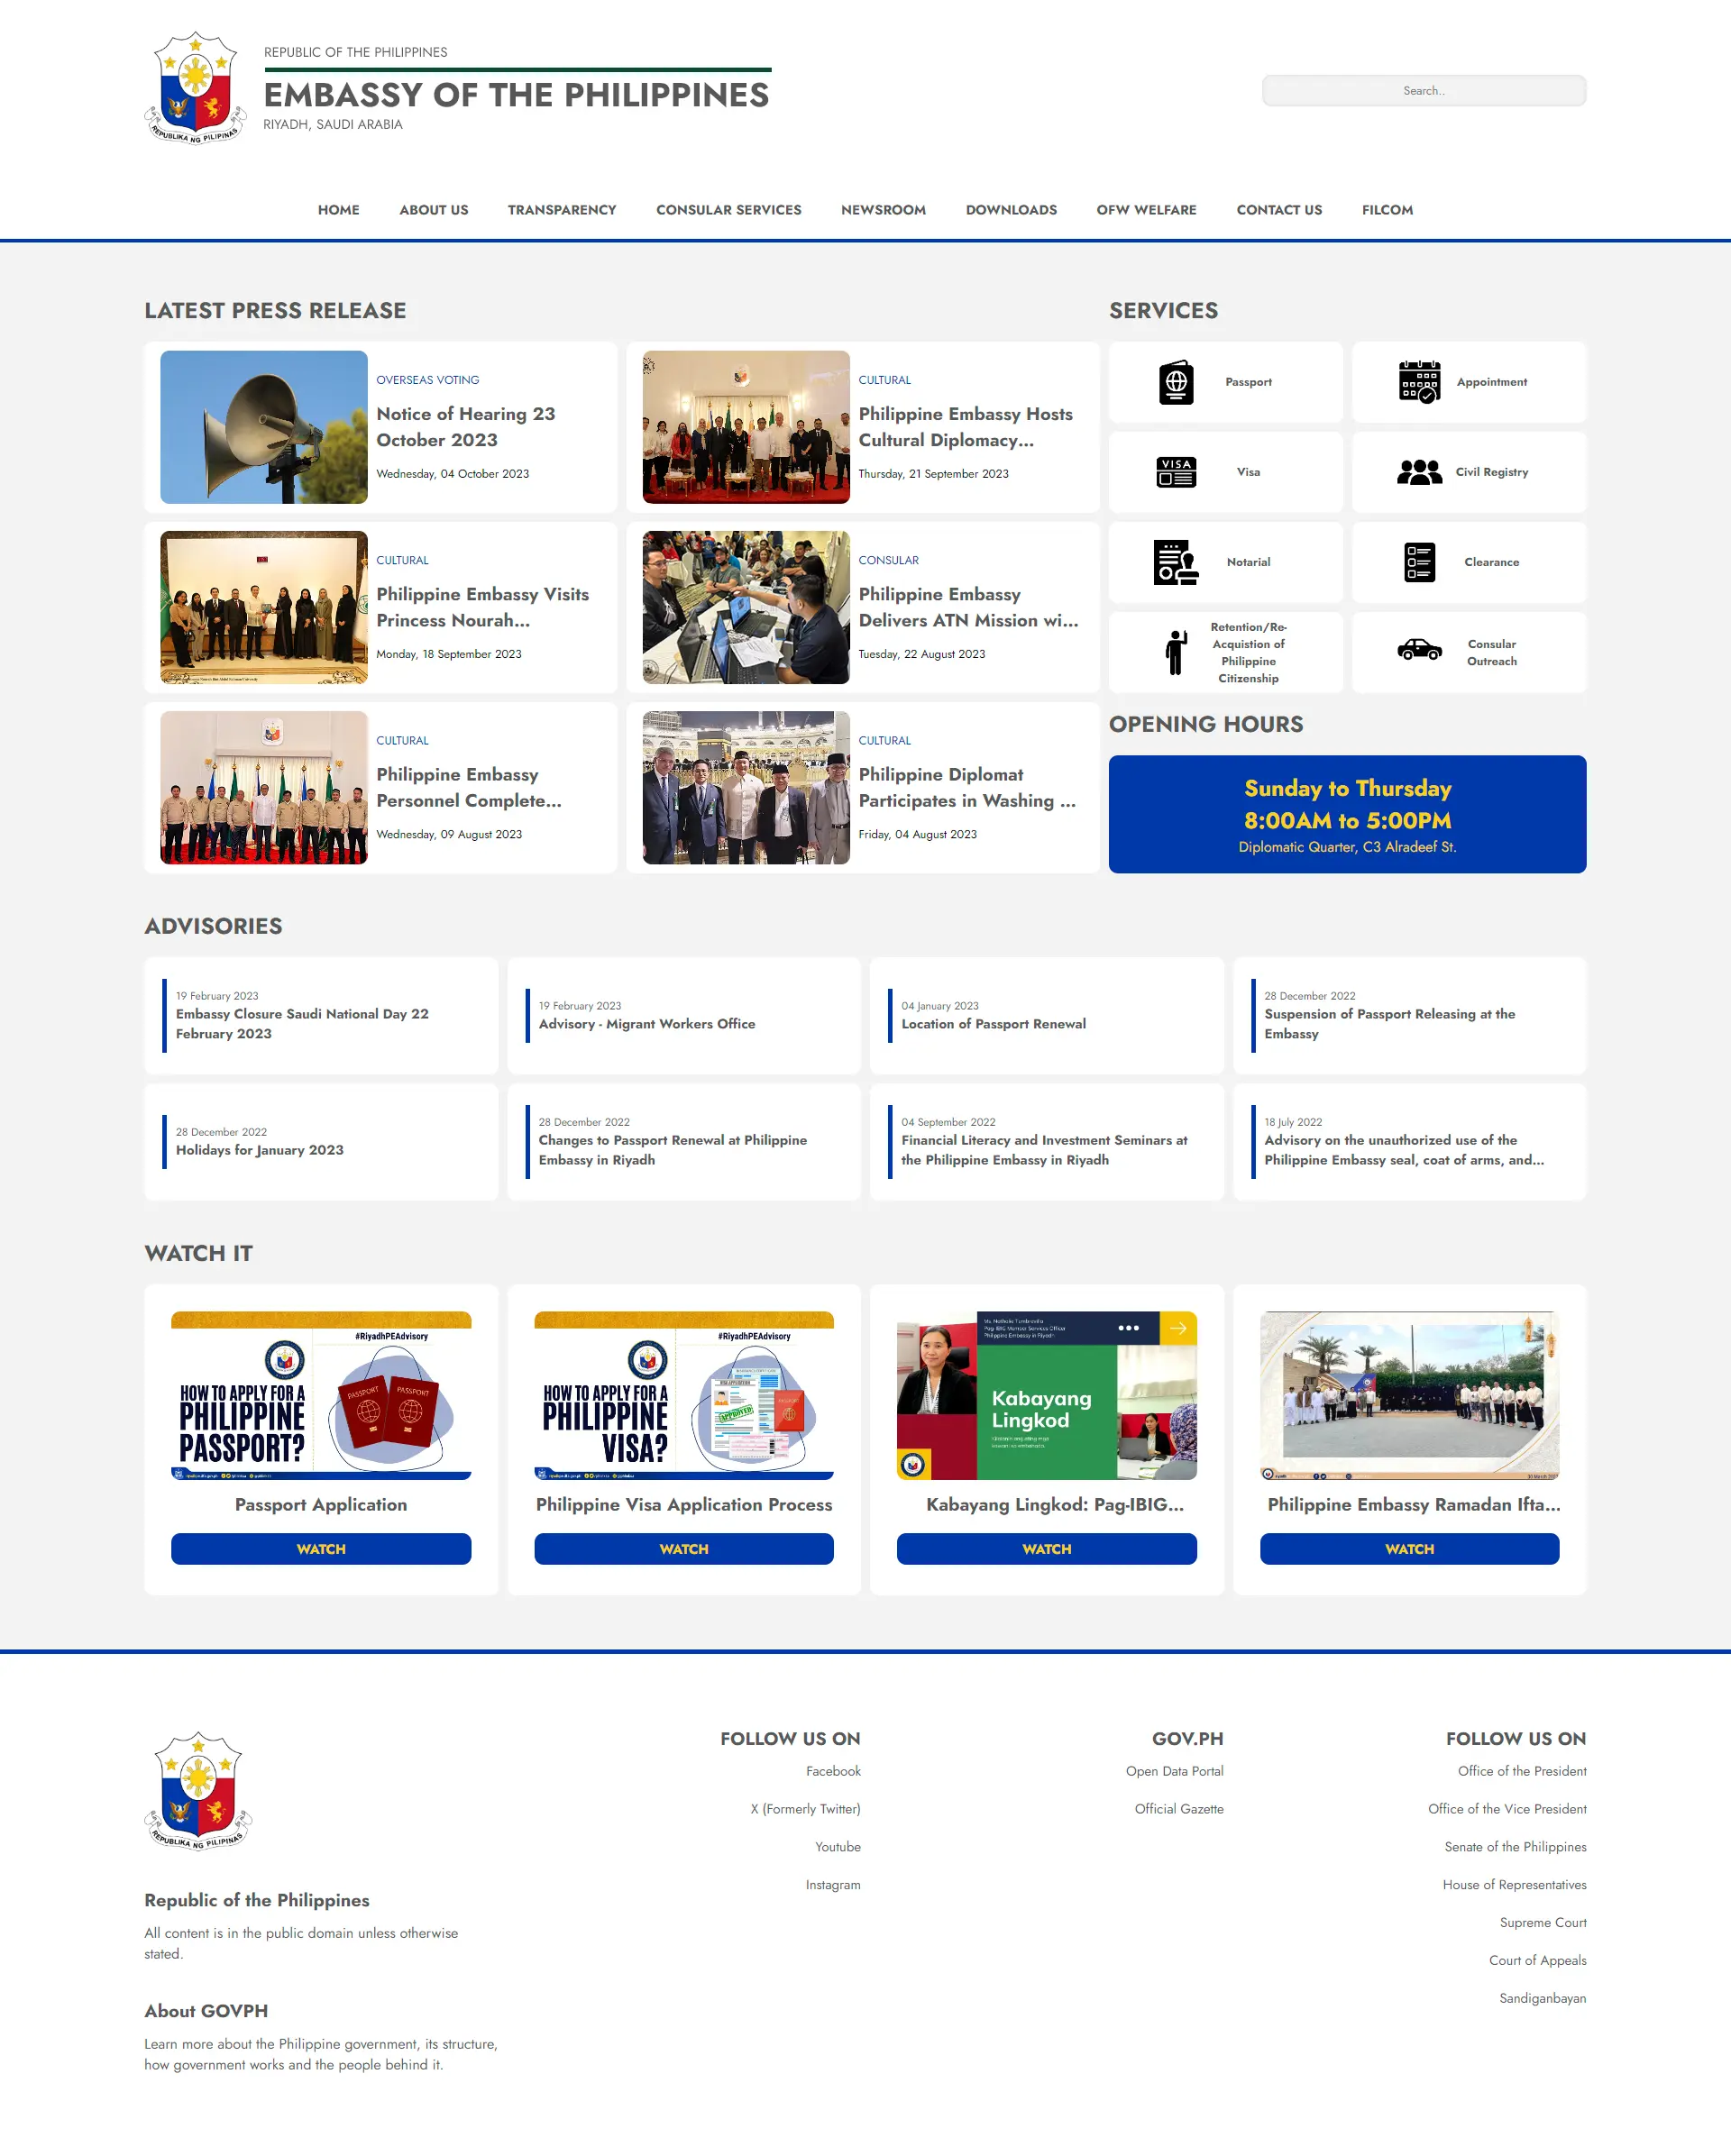 REPUBLIC OF THE PHILIPPINES
EMBASSY OF THE PHILIPPINES
RIYADH, SAUDI ARABIA
REPUBLIKA NG PILIPINAS
Search..
HOME
ABOUT US
TRANSPARENCY
CONSULAR SERVICES
NEWSROOM
DOWNLOADS
OFW WELFARE
CONTACT US
FILCOM
LATEST PRESS RELEASE
OVERSEAS VOTING
Notice of Hearing 23
October 2023
Wednesday, 04 October 2023
CULTURAL
Philippine Embassy Hosts
Cultural Diplomacy...
Thursday, 21 September 2023
CULTURAL
Philippine Embassy Visits
Princess Nourah...
Monday, 18 September 2023
CONSULAR
Philippine Embassy
Delivers ATN Mission wi...
Tuesday, 22 August 2023
CULTURAL
Philippine Embassy
Personnel Complete...
Wednesday, 09 August 2023
CULTURAL
Philippine Diplomat
Participates in Washing ...
Friday, 04 August 2023
SERVICES
Passport
Appointment
VISA
Visa
Civil Registry
Notarial
Clearance
Retention/Re-
Acquistion of
Philippine
Citizenship
Consular
Outreach
OPENING HOURS
Sunday to Thursday
8:00AM to 5:00PM
Diplomatic Quarter, C3 Alradeef St.
ADVISORIES
19 February 2023
Embassy Closure Saudi National Day 22
February 2023
19 February 2023
Advisory - Migrant Workers Office
04 January 2023
Location of Passport Renewal
28 December 2022
Suspension of Passport Releasing at the
Embassy
28 December 2022
Holidays for January 2023
28 December 2022
Changes to Passport Renewal at Philippine
Embassy in Riyadh
04 September 2022
Financial Literacy and Investment Seminars at
the Philippine Embassy in Riyadh
18 July 2022
Advisory on the unauthorized use of the
Philippine Embassy seal, coat of arms, and...
WATCH IT
#RiyadhPEAdvisory
HOW TO APPLY FOR A
PHILIPPINE
PASSPORT?
PASSPORT
PASSPORT
Passport Application
WATCH
#RiyadhPEAdvisory
HOW TO APPLY FOR A
PHILIPPINE
VISA?
APPROVED
Philippine Visa Application Process
WATCH
Kabayang
Lingkod
Kabayang Lingkod: Pag-IBIG...
WATCH
Philippine Embassy Ramadan Ifta...
WATCH
REPUBLIKA NG PILIPINAS
Republic of the Philippines
All content is in the public domain unless otherwise
stated.
About GOVPH
Learn more about the Philippine government, its structure,
how government works and the people behind it.
FOLLOW US ON
Facebook
X (Formerly Twitter)
Youtube
Instagram
GOV.PH
Open Data Portal
Official Gazette
FOLLOW US ON
Office of the President
Office of the Vice President
Senate of the Philippines
House of Representatives
Supreme Court
Court of Appeals
Sandiganbayan